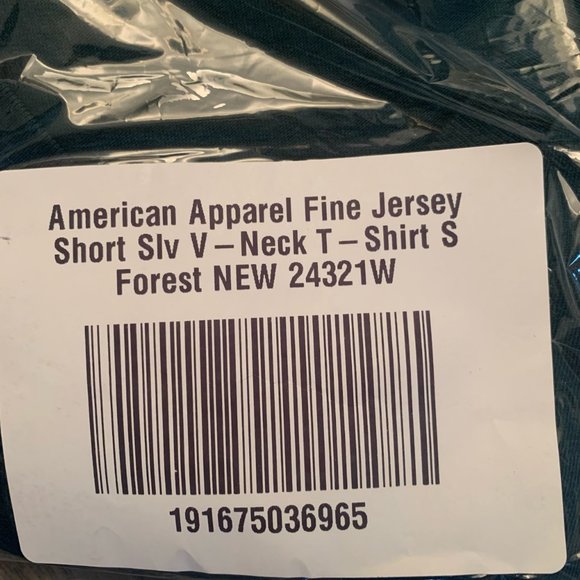 American Apparel Fine Jersey
Short Slv V-Neck T-Shirt S
Forest NEW 24321W
191675036965